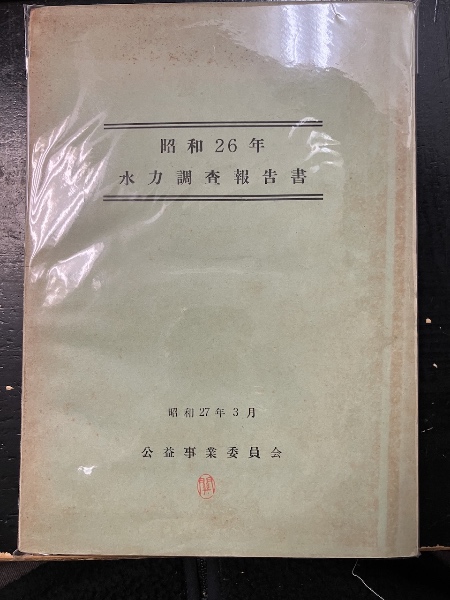 昭和26年
水力調査報告書
昭和27年3月
公益事業委員会